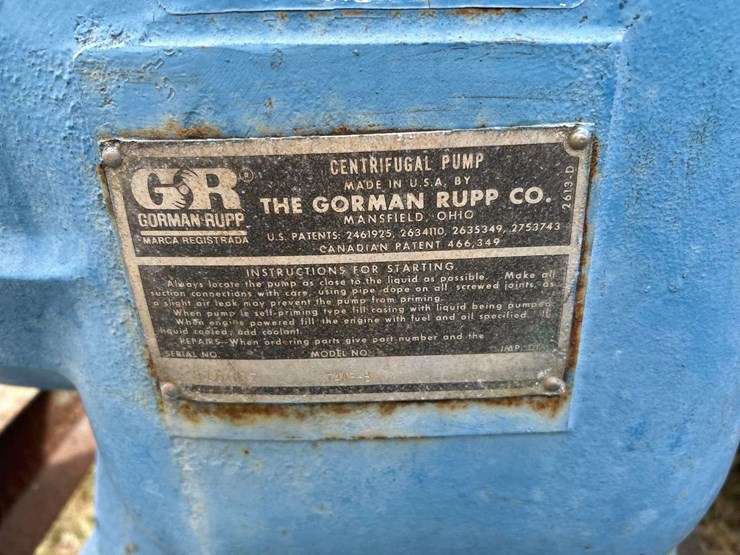 GR®
GORMAN-RUPP
MARCA REGISTRADA
CENTRIFUGAL PUMP
MADE IN U.S.A. BY
THE GORMAN RUPP CO.
MANSFIELD, OHIO
U.S. PATENTS: 2461925, 2634110, 2635349, 2753743
CANADIAN PATENT 466,349
2613-D
INSTRUCTIONS FOR STARTING
Always locate the pump as close to the liquid as possible. Make all
suction connections with care, using pipe dope on all screwed joints, as
a slight air leak may prevent the pump from priming.
When pump is self-priming type fill casing with liquid being pumped.
When engine powered fill the engine with fuel and oil specified. If
liquid cooled, add coolant.
REPAIRS—When ordering parts give part number and the
SERIAL NO. MODEL NO. IMP.